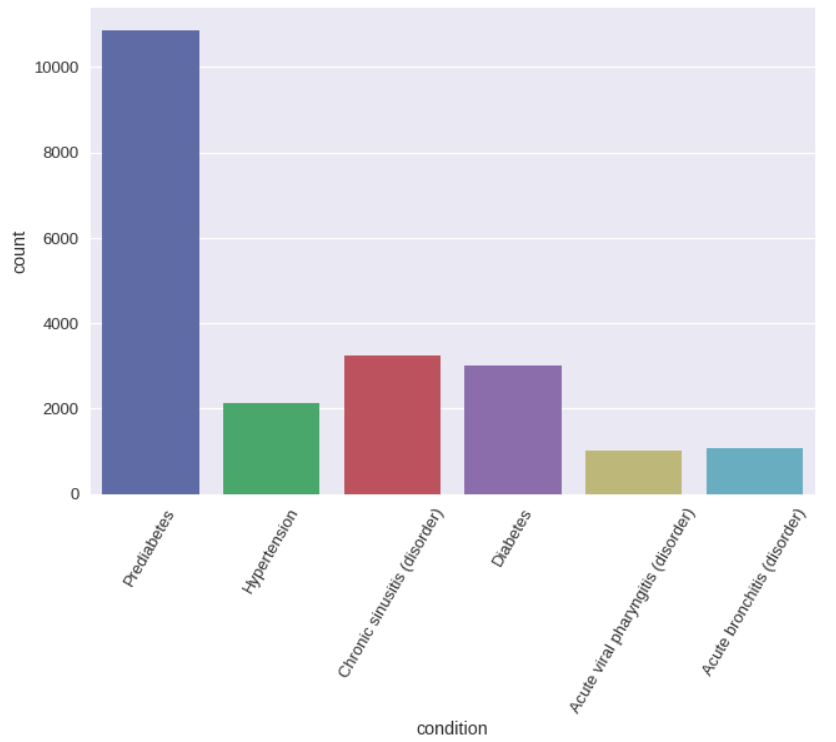 10000
8000
6000
4000
2000
0
count
Prediabetes
Hypertension
Chronic sinusitis (disorder)
Diabetes
Acute viral pharyngitis (disorder)
Acute bronchitis (disorder)
condition